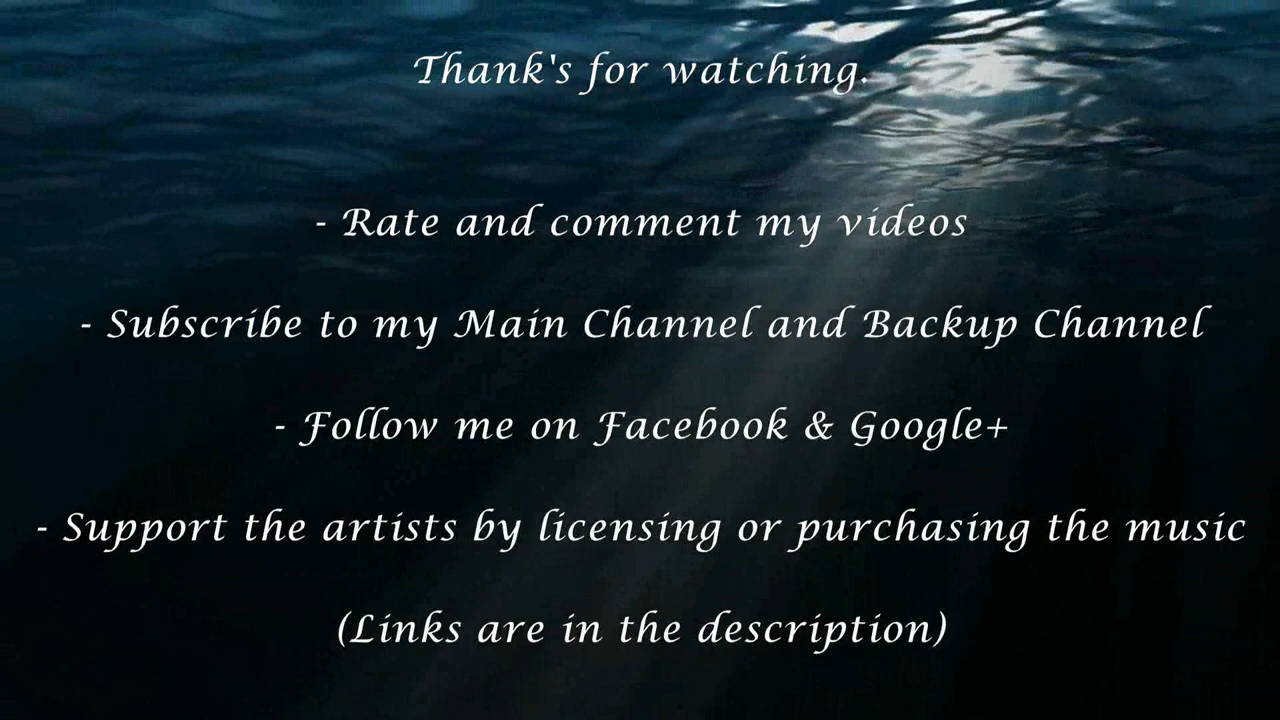 Thank's for watching.
- Rate and comment my videos
- Subscribe to my Main Channel and Backup Channel
- Follow me on Facebook & Google+
- Support the artists by licensing or purchasing the music
(Links are in the description)